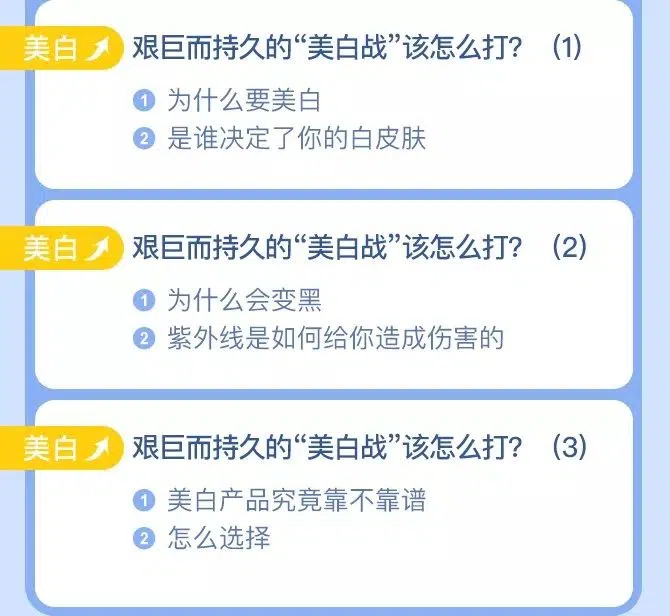 美白 艰巨而持久的“美白战”该怎么打？（1）
1 为什么要美白
2 是谁决定了你的白皮肤
美白 艰巨而持久的“美白战”该怎么打？（2）
1 为什么会变黑
2 紫外线是如何给你造成伤害的
美白 艰巨而持久的“美白战”该怎么打？（3）
1 美白产品究竟靠不靠谱
2 怎么选择